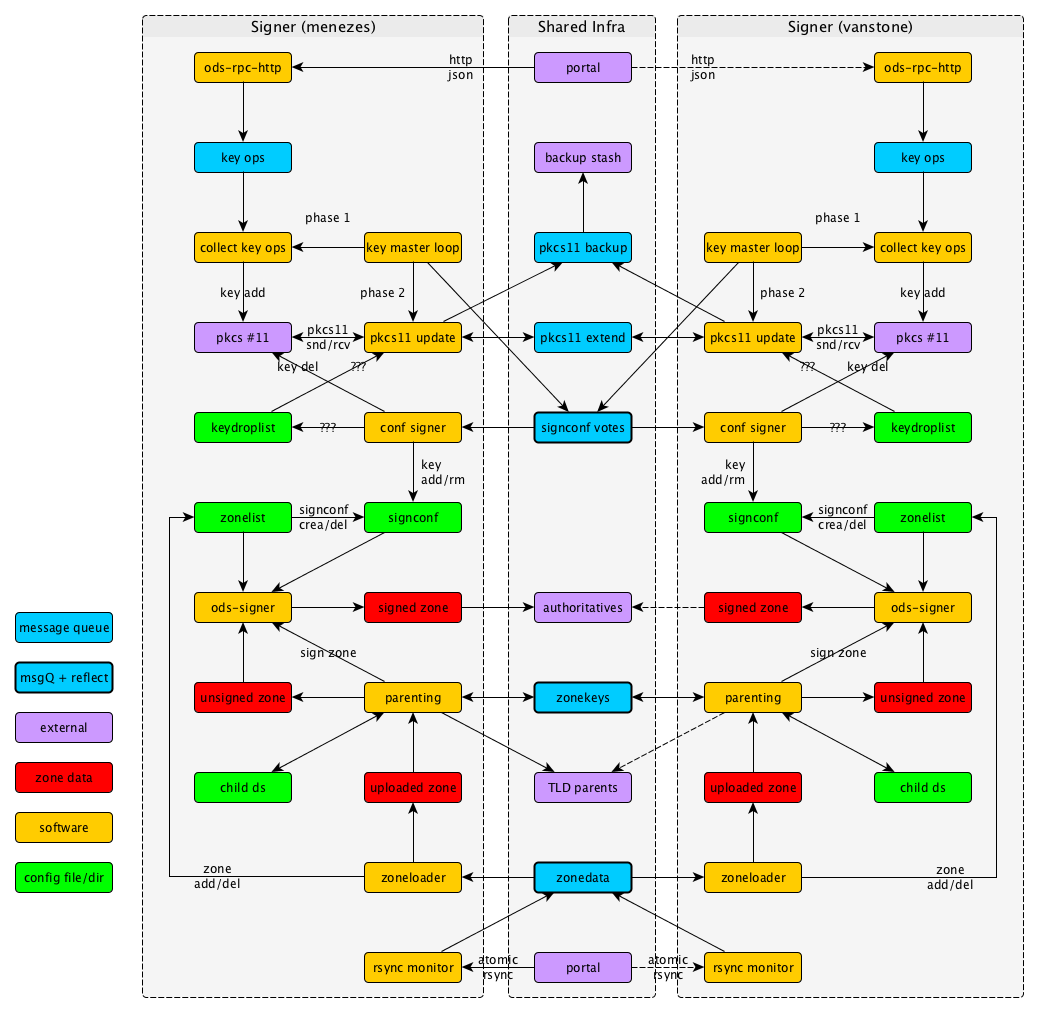 Signer (menezes)
Shared Infra
Signer (vanstone)
ods-rpc-http
http
json
portal
http
json
ods-rpc-http
key ops
backup stash
key ops
phase 1
phase 1
collect key ops
key master loop
pkcs11 backup
key master loop
collect key ops
key add
phase 2
phase 2
key add
pkcs #11
pkcs11
snd/rcv
pkcs11 update
pkcs11 extend
pkcs11 update
pkcs11
snd/rcv
pkcs #11
key del
???
???
key del
keydroplist
???
conf signer
signconf votes
conf signer
???
keydroplist
key
add/rm
key
add/rm
zonelist
signconf
crea/del
signconf
signconf
signconf
crea/del
zonelist
ods-signer
signed zone
authoritatives
signed zone
ods-signer
message queue
sign zone
sign zone
msgQ + reflect
unsigned zone
parenting
zonekeys
parenting
unsigned zone
external
zone data
child ds
uploaded zone
TLD parents
uploaded zone
child ds
software
config file/dir
zone
add/del
zoneloader
zonedata
zoneloader
zone
add/del
rsync monitor
atomic
rsync
portal
atomic
rsync
rsync monitor